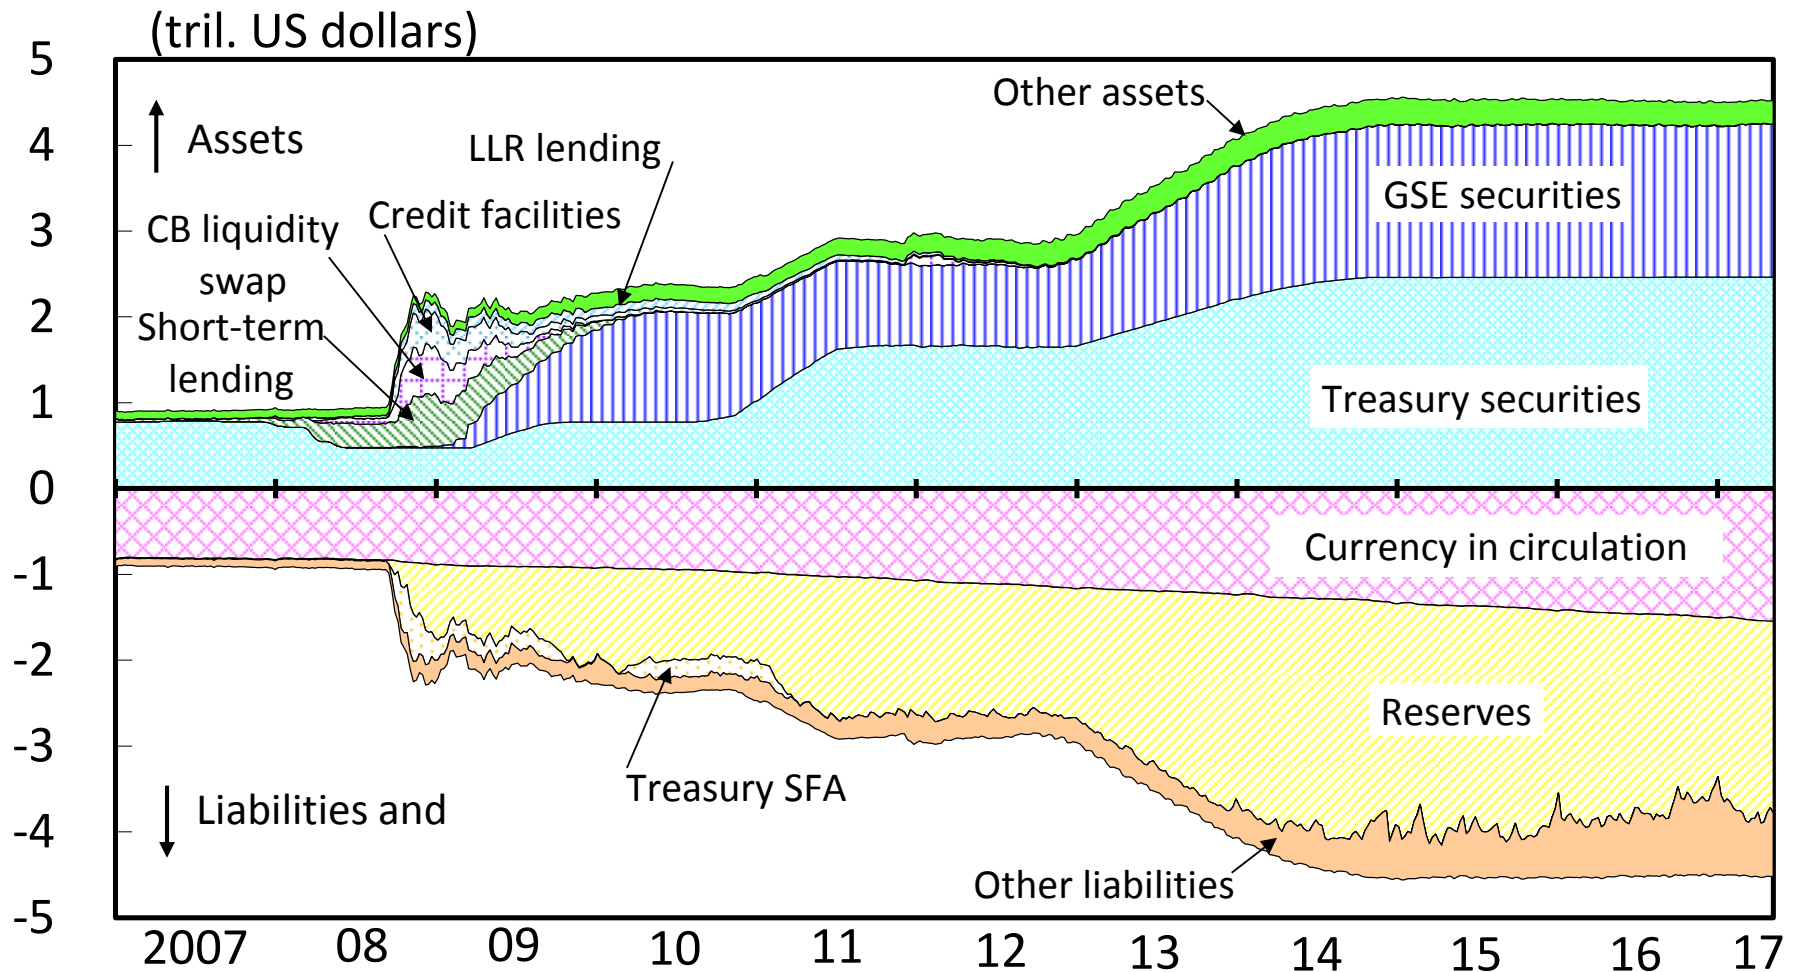 (tril. US dollars)
5
4
3
2
1
0
-1
-2
-3
-4
-5
Assets
Other assets
LLR lending
Credit facilities
CB liquidity
swap
Short-term
lending
GSE securities
Treasury securities
Currency in circulation
Reserves
Treasury SFA
Liabilities and
Other liabilities
2007 08 09 10 11 12 13 14 15 16 17